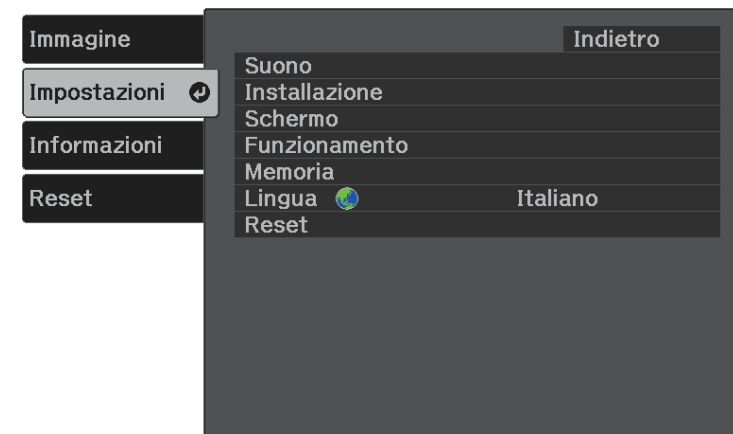 Immagine
Impostazioni
Informazioni
Reset
Indietro
Suono
Installazione
Schermo
Funzionamento
Memoria
Lingua Italiano
Reset